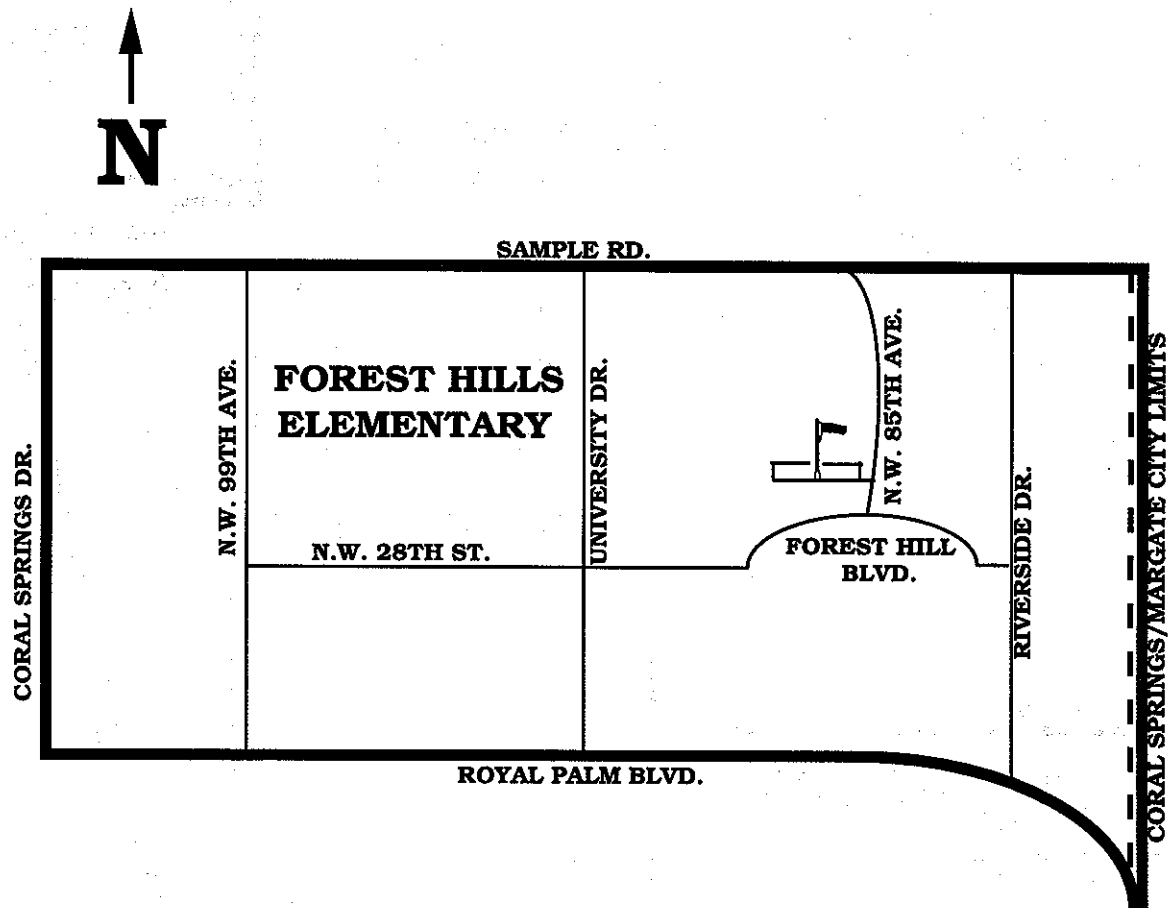 N
SAMPLE RD.
FOREST HILLS
ELEMENTARY
CORAL SPRINGS DR.
N.W. 99TH AVE.
UNIVERSITY DR.
N.W. 85TH AVE.
N.W. 28TH ST.
FOREST HILL
BLVD.
RIVERSIDE DR.
CORAL SPRINGS/MARGATE CITY LIMITS
ROYAL PALM BLVD.